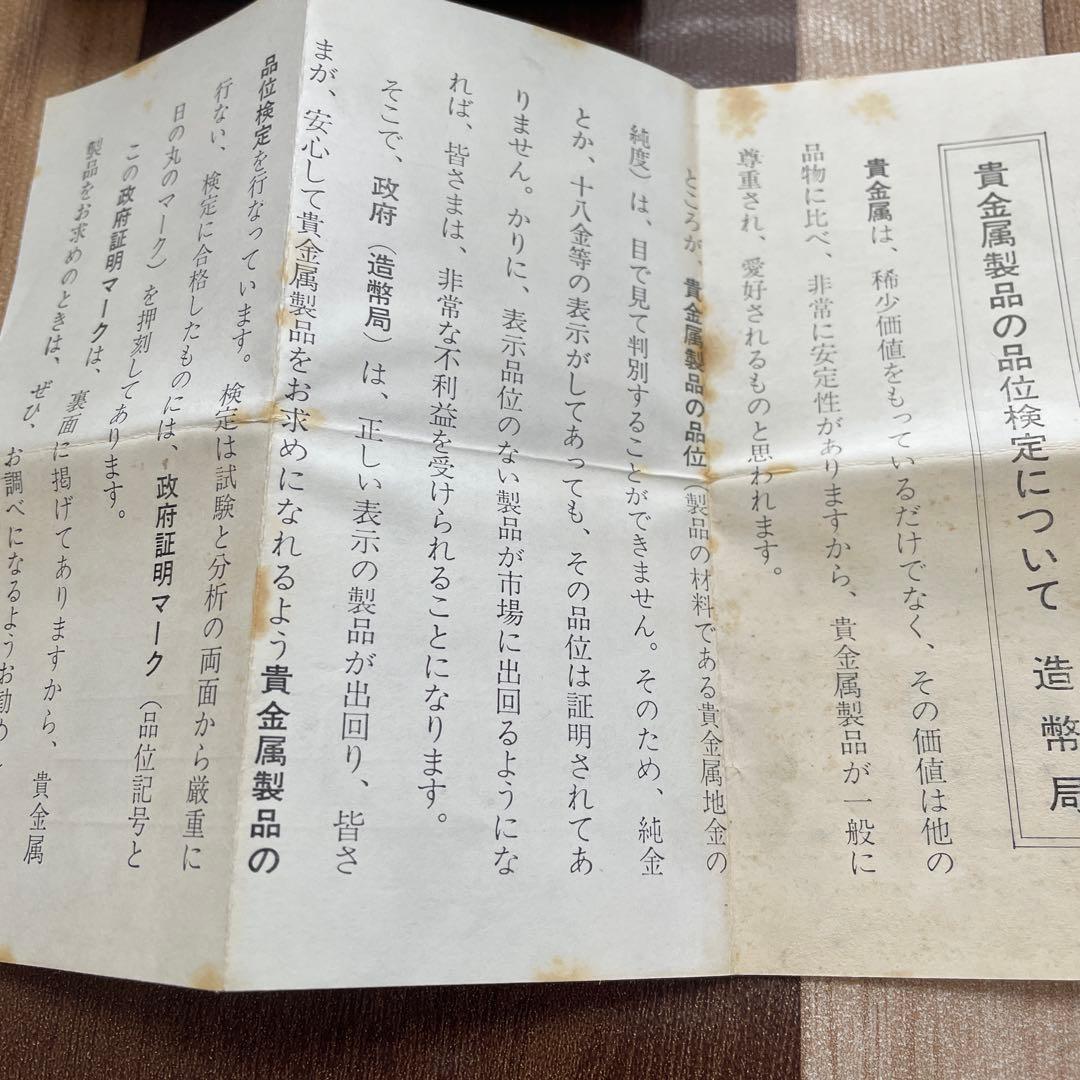 貴金属製品の品位検定について 造幣局
貴金属は、稀少価値をもっているだけでなく、その価値は他の
品物に比べ、非常に安定性がありますから、貴金属製品が一般に
尊重され、愛好されるものと思われます。
ところが、貴金属製品の品位(製品の材料である貴金属地金の
純度)は、目で見て判別することができません。そのため、純金
とか、十八金等の表示がしてあっても、その品位は証明されてあ
りません。かりに、表示品位のない製品が市場に出回るようにな
れば、皆さまは、非常な不利益を受けられることになります。
そこで、政府(造幣局)は、正しい表示の製品が出回り、皆さ
まが、安心して貴金属製品をお求めになれるよう貴金属製品の
品位検定を行なっています。検定は試験と分析の両面から厳重に
行ない、検定に合格したものには、政府証明マーク(品位記号と
日の丸のマーク)を押刻してあります。
この政府証明マークは、裏面に掲げてありますから、貴金属
製品をお求めのときは、ぜひ、お調べになるようお勧め